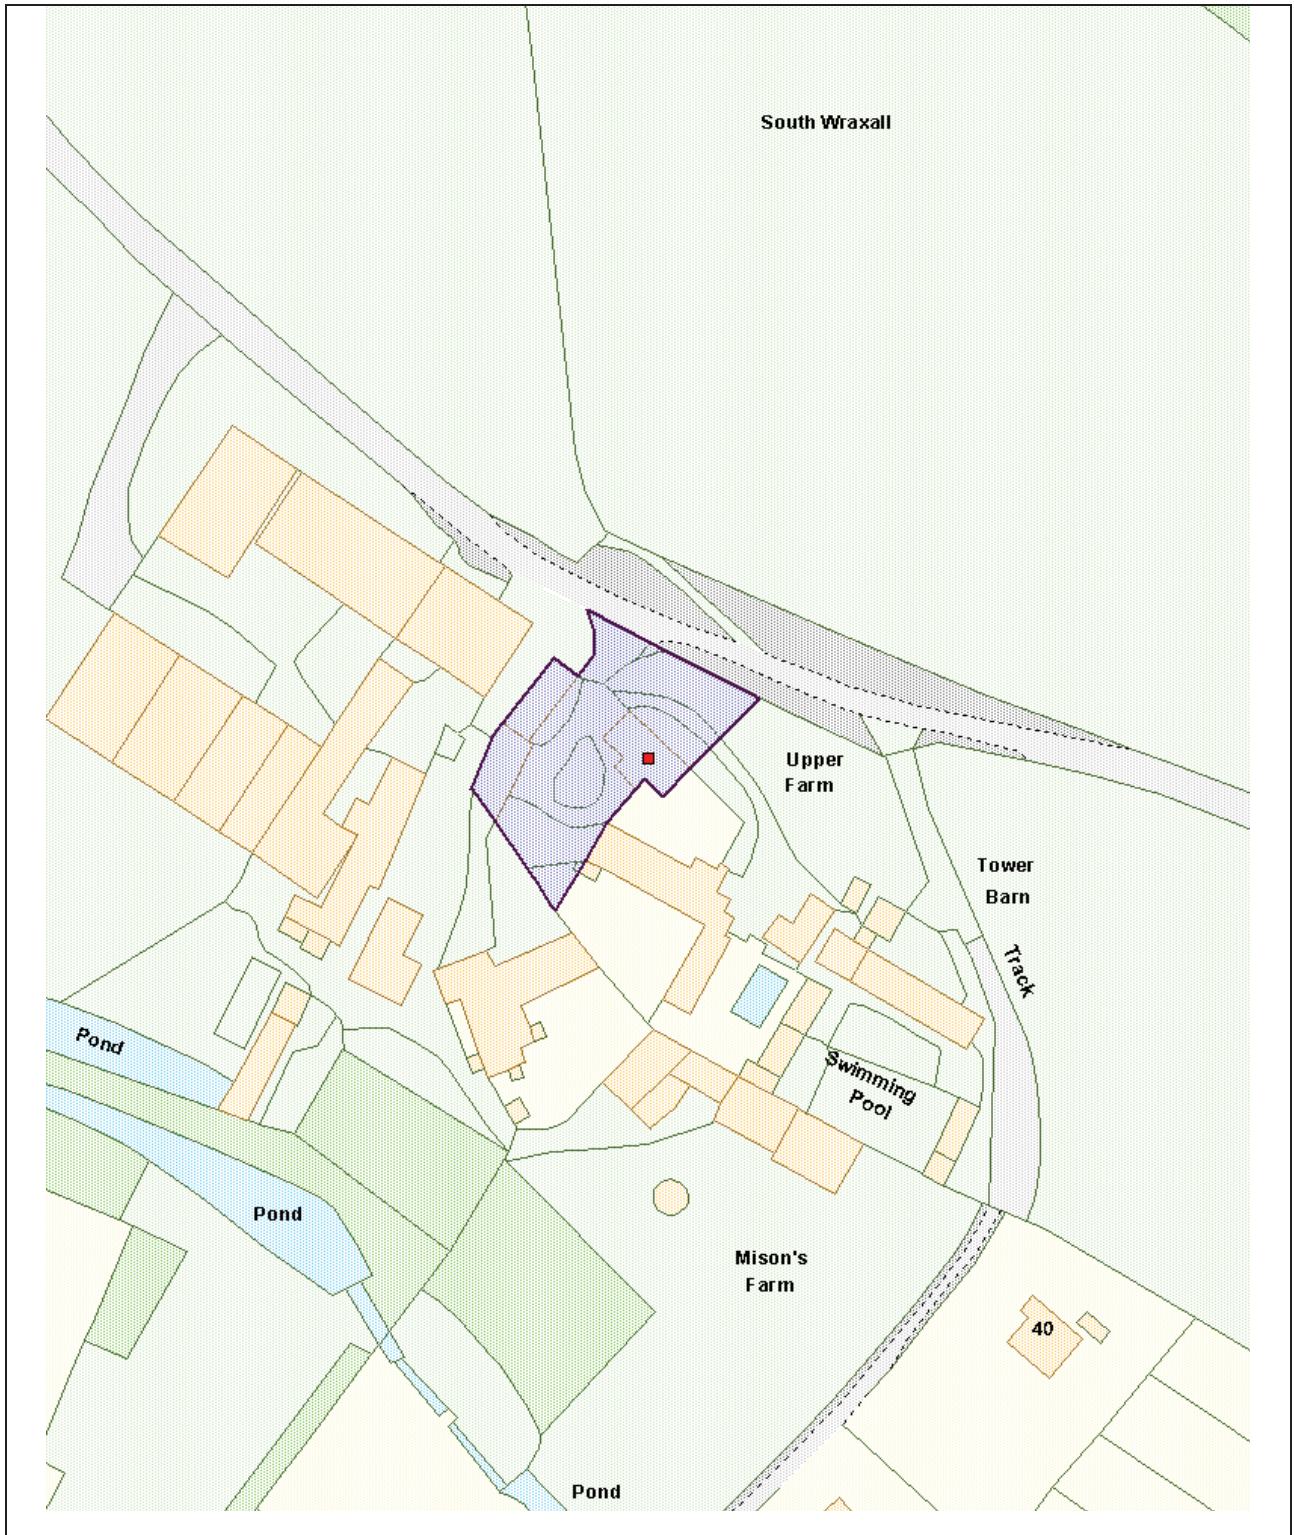 South Wraxall
Upper
Farm
Tower
Barn
Track
Pond
Swimming
Pool
Pond
Mison's
Farm
40
Pond